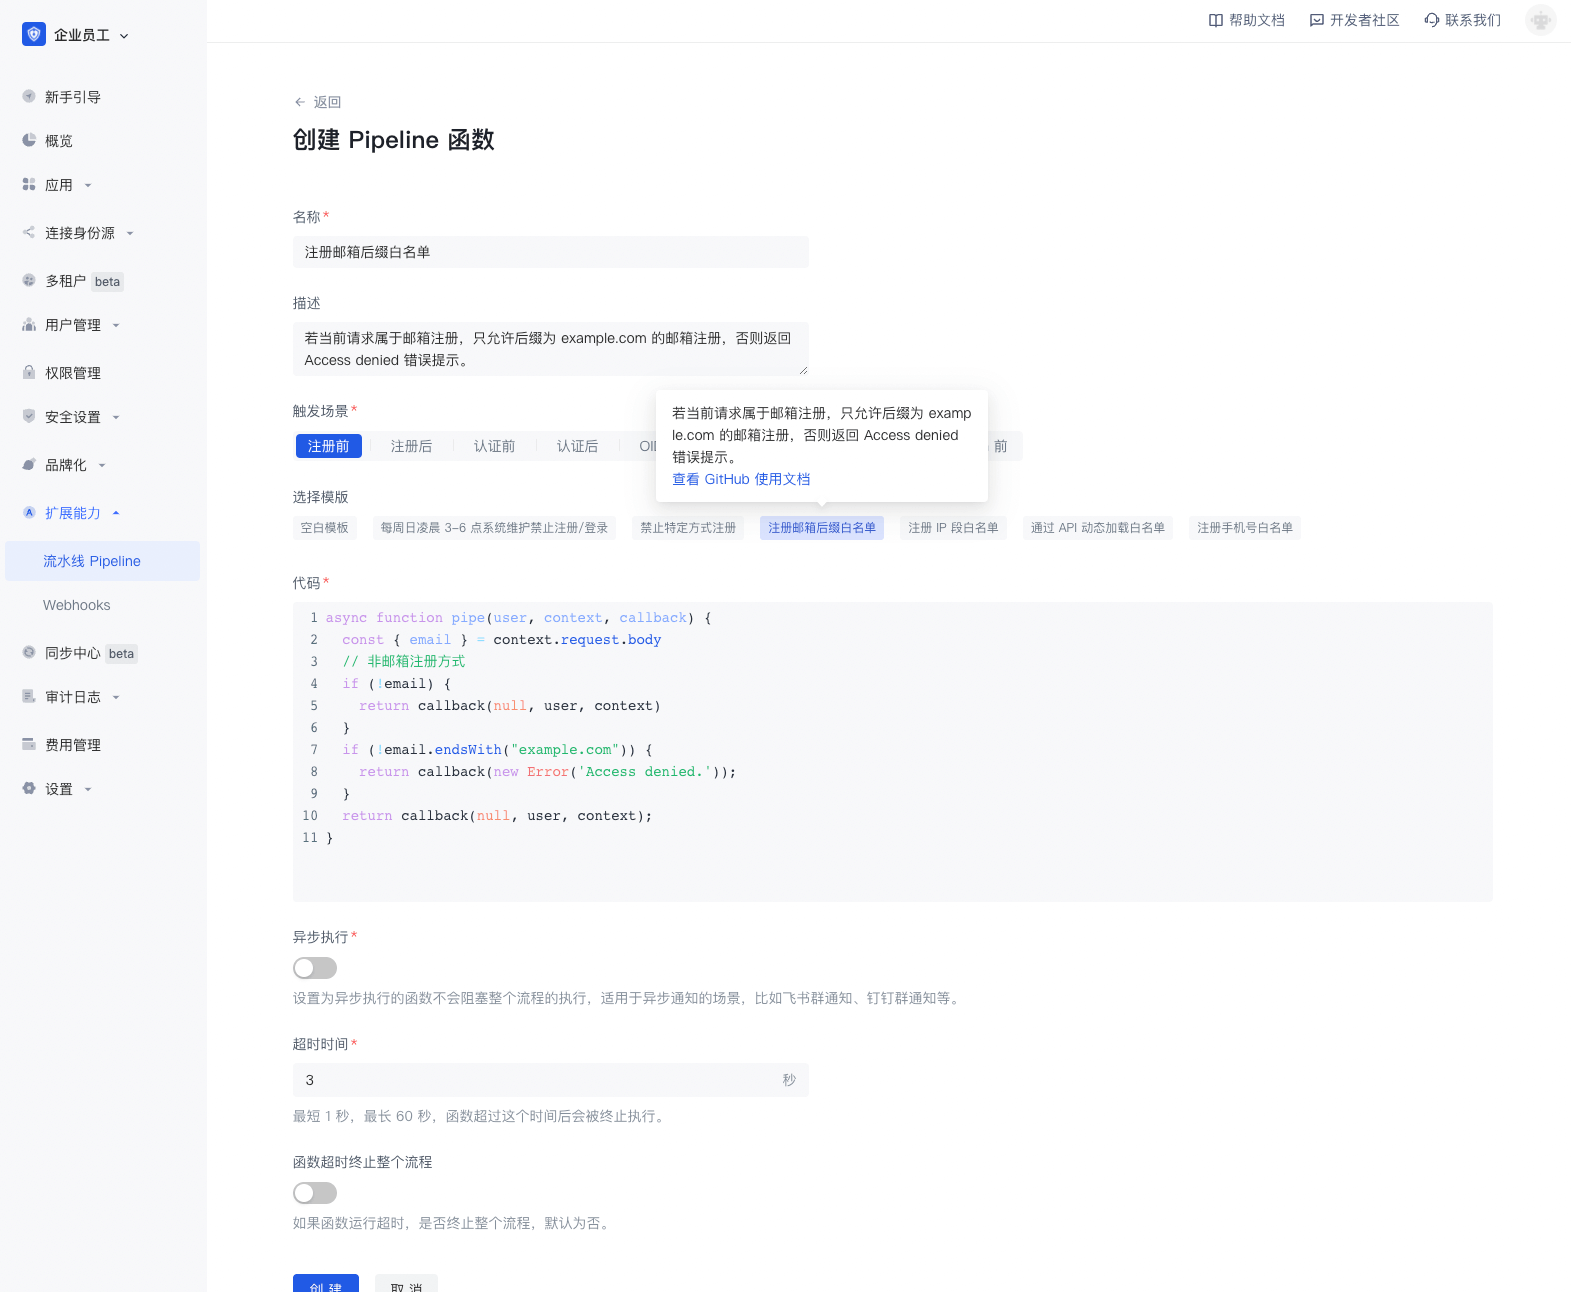 企业员工
帮助文档
开发者社区
联系我们
新手引导
概览
应用
连接身份源
多租户 beta
用户管理
权限管理
安全设置
品牌化
扩展能力
流水线 Pipeline
Webhooks
同步中心 beta
审计日志
费用管理
设置
返回
创建 Pipeline 函数
名称*
注册邮箱后缀白名单
描述
若当前请求属于邮箱注册，只允许后缀为 example.com 的邮箱注册，否则返回
Access denied 错误提示。
触发场景*
注册前 注册后 认证前 认证后 前
若当前请求属于邮箱注册，只允许后缀为 examp
le.com 的邮箱注册，否则返回 Access denied
错误提示。
查看 GitHub 使用文档
选择模版
空白模板 每周日凌晨 3-6 点系统维护禁止注册/登录 禁止特定方式注册 注册邮箱后缀白名单 注册 IP 段白名单 通过 API 动态加载白名单 注册手机号白名单
代码*
1 async function pipe(user, context, callback) {
2 const { email } = context.request.body
3 // 非邮箱注册方式
4 if (!email) {
5 return callback(null, user, context)
6 }
7 if (!email.endsWith("example.com")) {
8 return callback(new Error('Access denied.'));
9 }
10 return callback(null, user, context);
11 }
异步执行*
设置为异步执行的函数不会阻塞整个流程的执行，适用于异步通知的场景，比如飞书群通知、钉钉群通知等。
超时时间*
3 秒
最短 1 秒，最长 60 秒，函数超过这个时间后会被终止执行。
函数超时终止整个流程
如果函数运行超时，是否终止整个流程，默认为否。
创建 取消